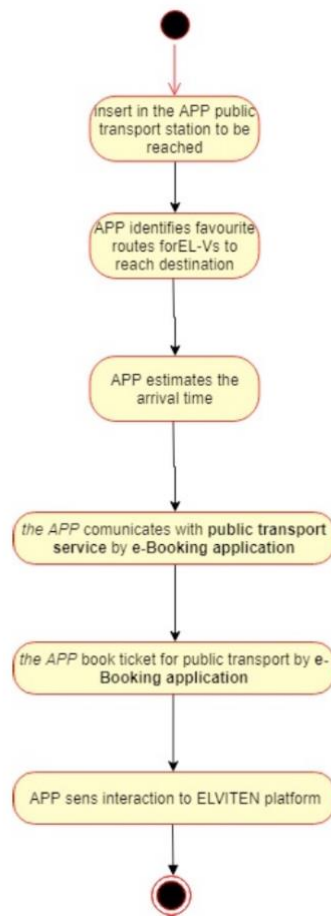 Insert in the APP public
transport station to be
reached
APP identifies favourite
routes forEL-Vs to
reach destination
APP estimates the
arrival time
the APP comunicates with public transport
service by e-Booking application
the APP book ticket for public transport by e-
Booking application
APP sens interaction to ELVITEN platform